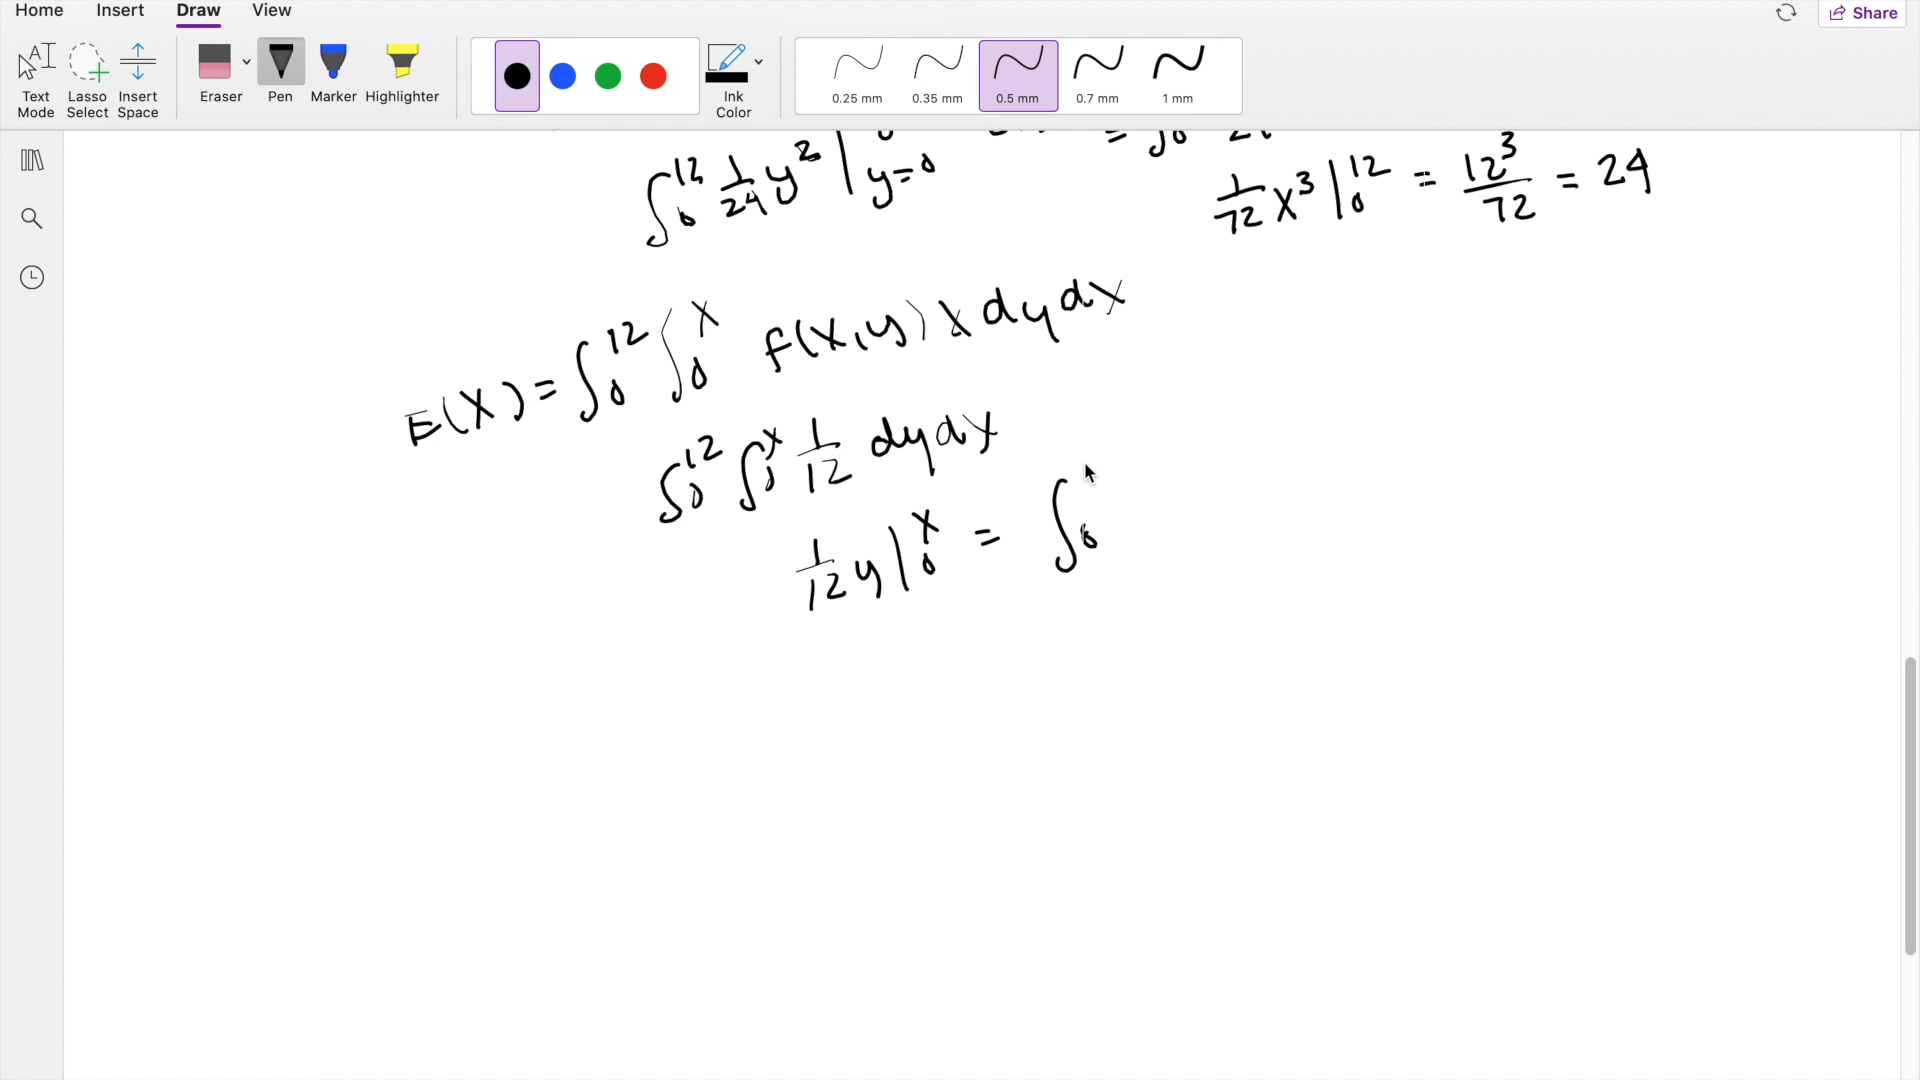 Home Insert Draw View Share
Text Mode Lasso Select Insert Space Eraser Pen Marker Highlighter Ink Color 0.25 mm 0.35 mm 0.5 mm 0.7 mm 1 mm
∫₀¹² 1/24 y² |y=0
1/72 x³ |₀¹² = 12³/72 = 24
E(X) = ∫₀¹² ∫₀ˣ f(x,y) x dy dx
∫₀¹² ∫₀ˣ 1/12 dy dx
1/12 y |₀ˣ = ∫₀